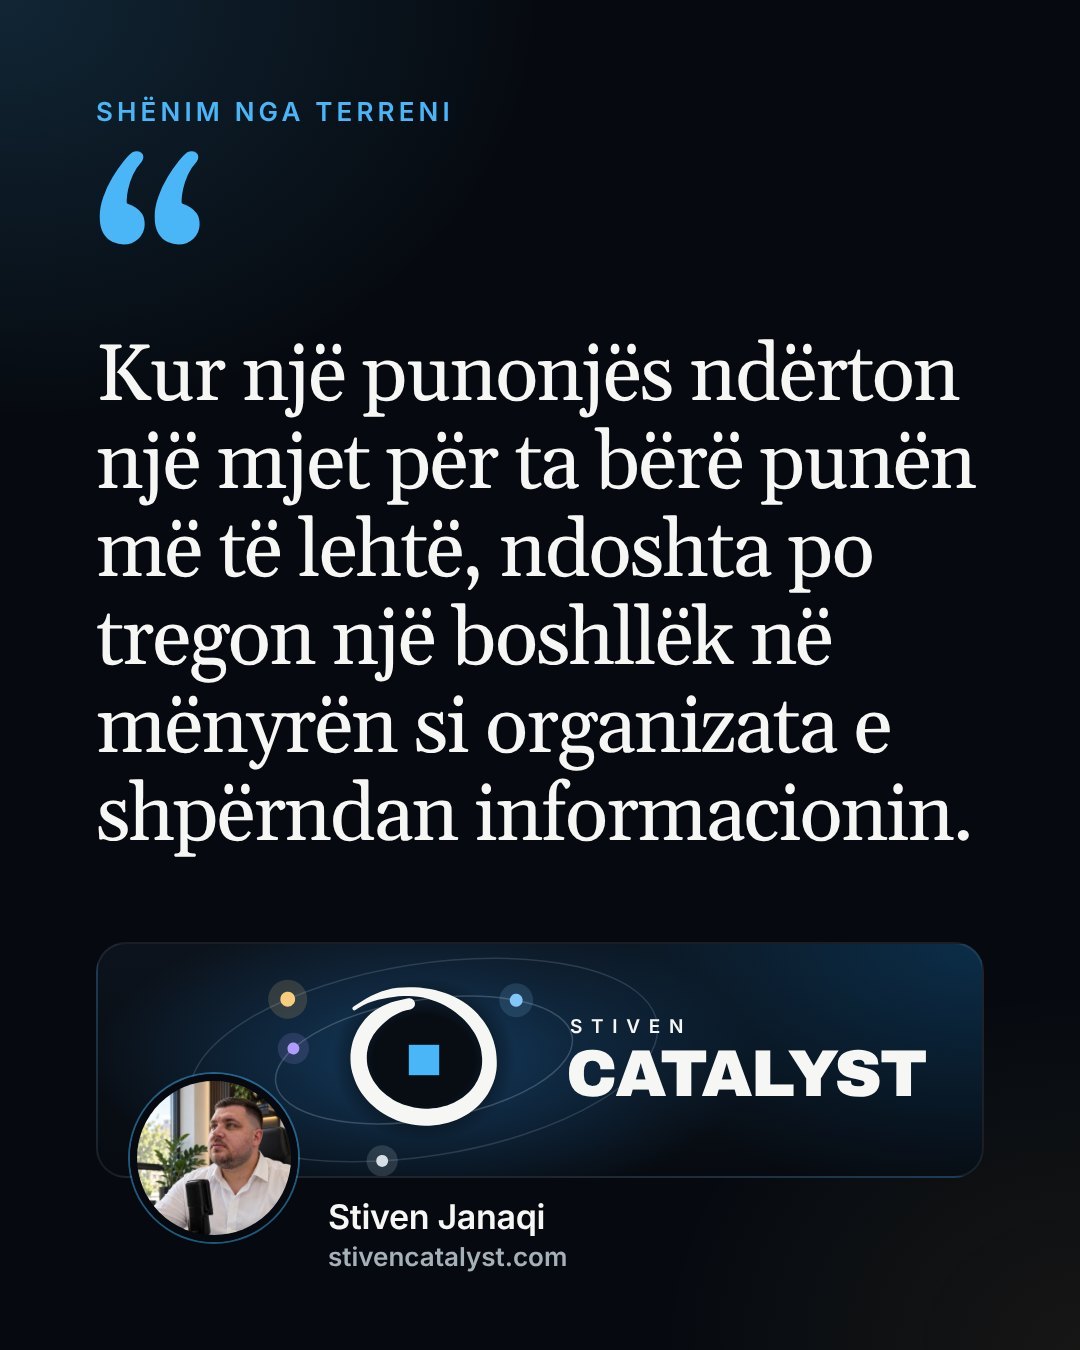 SHËNIM NGA TERRENI
“
Kur një punonjës ndërton
një mjet për ta bërë punën
më të lehtë, ndoshta po
tregon një boshllëk në
mënyrën si organizata e
shpërndan informacionin.
STIVEN
CATALYST
Stiven Janaqi
stivencatalyst.com